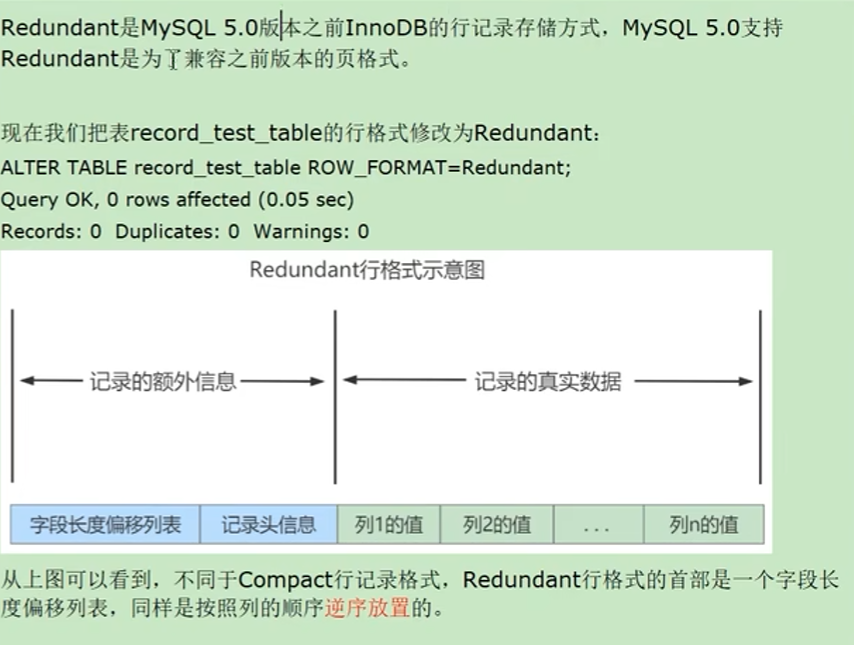 Redundant是MySQL 5.0版本之前InnoDB的行记录存储方式，MySQL 5.0支持
Redundant是为了兼容之前版本的页格式。
现在我们把表record_test_table的行格式修改为Redundant：
ALTER TABLE record_test_table ROW_FORMAT=Redundant;
Query OK, 0 rows affected (0.05 sec)
Records: 0  Duplicates: 0  Warnings: 0
Redundant行格式示意图
记录的额外信息 记录的真实数据
字段长度偏移列表 记录头信息 列1的值 列2的值 ... 列n的值
从上图可以看到，不同于Compact行记录格式，Redundant行格式的首部是一个字段长
度偏移列表，同样是按照列的顺序逆序放置的。